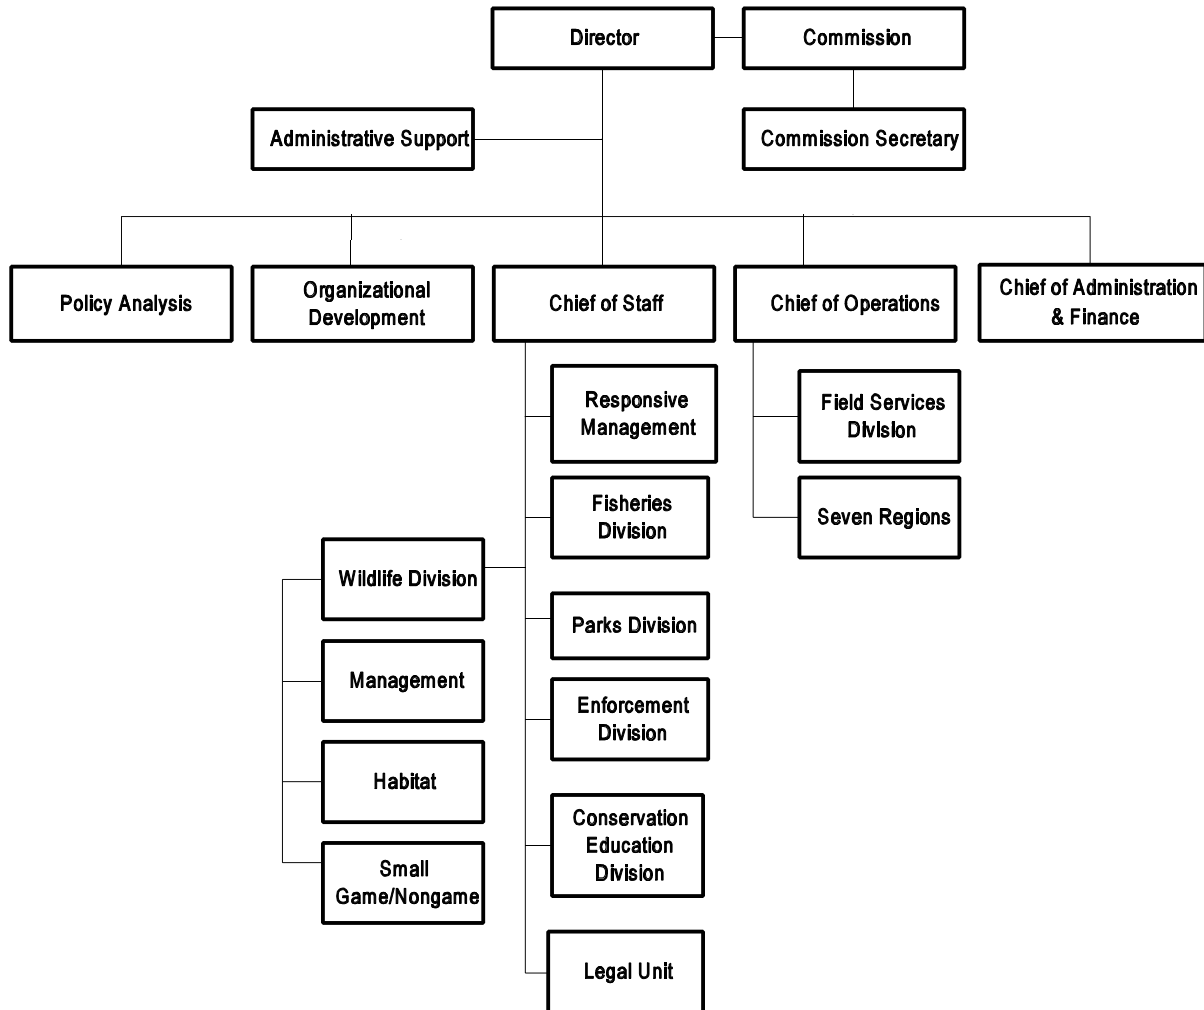 Director
Commission
Administrative Support
Commission Secretary
Policy Analysis
Organizational
Development
Chief of Staff
Chief of Operations
Chief of Administration
& Finance
Responsive
Management
Field Services
Division
Fisheries
Division
Seven Regions
Wildlife Division
Parks Division
Management
Enforcement
Division
Habitat
Conservation
Education
Division
Small
Game/Nongame
Legal Unit